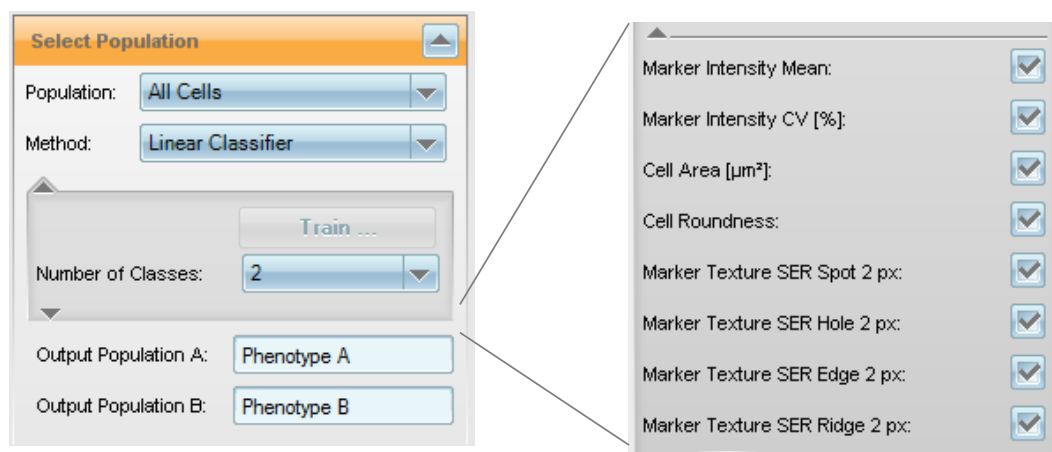 Select Population
Population: All Cells
Method: Linear Classifier
Train ...
Number of Classes: 2
Output Population A: Phenotype A
Output Population B: Phenotype B
Marker Intensity Mean:
Marker Intensity CV [%]:
Cell Area [µm²]:
Cell Roundness:
Marker Texture SER Spot 2 px:
Marker Texture SER Hole 2 px:
Marker Texture SER Edge 2 px:
Marker Texture SER Ridge 2 px: